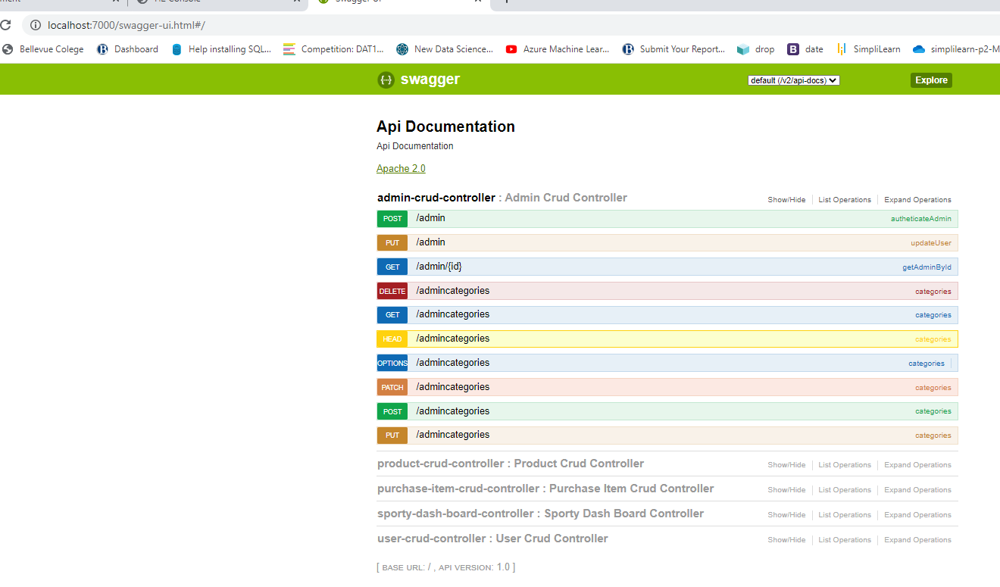 localhost:7000/swagger-ui.html#/
Bellevue Colege Dashboard Help installing SQL... Competition: DAT1... New Data Science... Azure Machine Lear... Submit Your Report... drop date SimpliLearn simplilearn-p2-M
swagger default (/v2/api-docs) Explore
Api Documentation
Api Documentation
Apache 2.0
admin-crud-controller : Admin Crud Controller Show/Hide List Operations Expand Operations
POST /admin autheticateAdmin
PUT /admin updateUser
GET /admin/{id} getAdminById
DELETE /admincategories categories
GET /admincategories categories
HEAD /admincategories categories
OPTIONS /admincategories categories
PATCH /admincategories categories
POST /admincategories categories
PUT /admincategories categories
product-crud-controller : Product Crud Controller Show/Hide List Operations Expand Operations
purchase-item-crud-controller : Purchase Item Crud Controller Show/Hide List Operations Expand Operations
sporty-dash-board-controller : Sporty Dash Board Controller Show/Hide List Operations Expand Operations
user-crud-controller : User Crud Controller Show/Hide List Operations Expand Operations
[ BASE URL: / , API VERSION: 1.0 ]